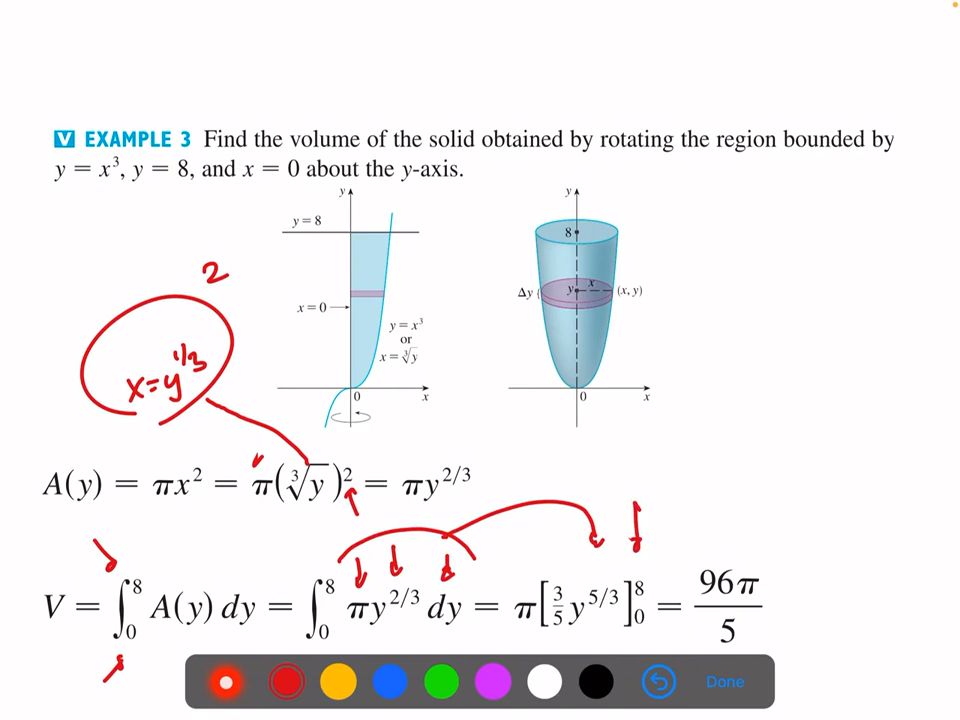 V EXAMPLE 3 Find the volume of the solid obtained by rotating the region bounded by
y = x³, y = 8, and x = 0 about the y-axis.
y
y = 8
x = 0
y = x³
or
x = ∛y
0
x
y
8
Δy
y
x
(x, y)
0
x
2
x = y^1/3
A(y) = πx² = π(∛y)² = πy^2/3
V = ∫₀⁸ A(y) dy = ∫₀⁸ πy^2/3 dy = π[3/5 y^5/3]₀⁸ = 96π/5
Done